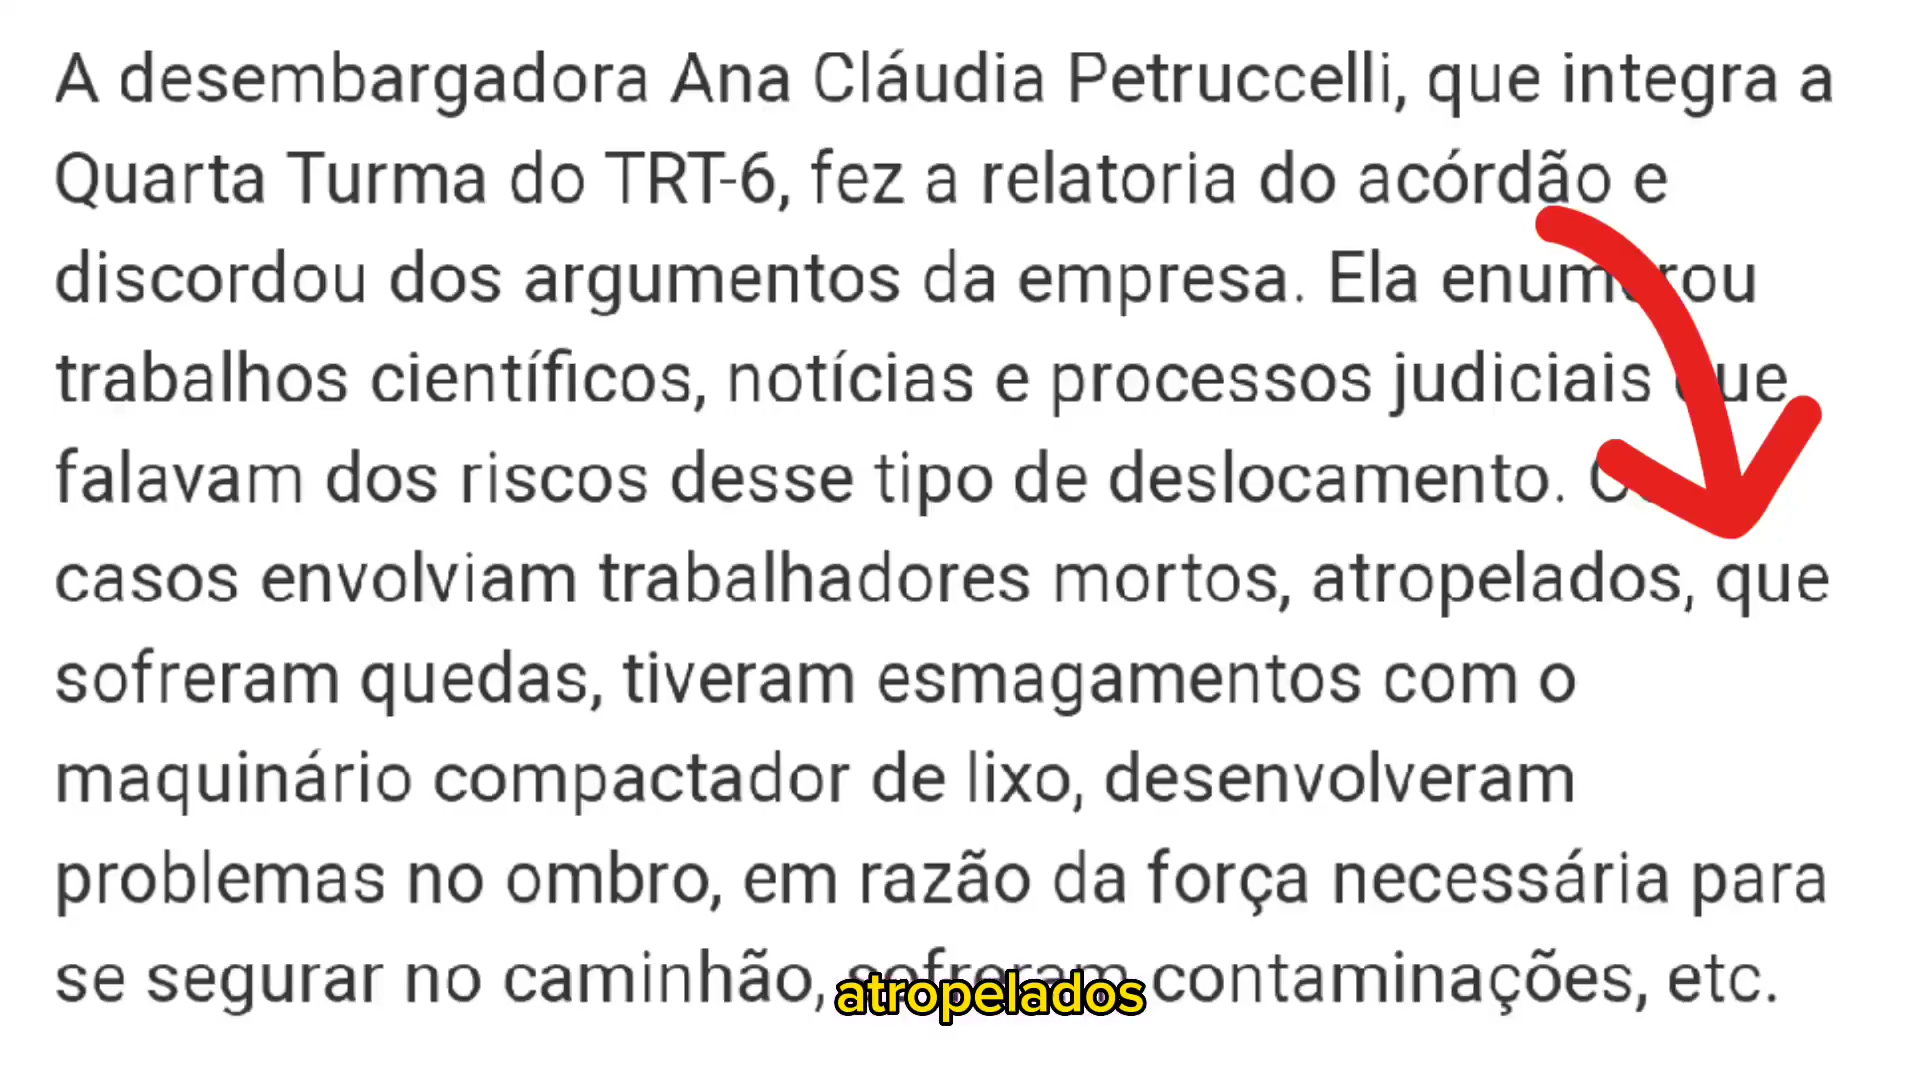 A desembargadora Ana Cláudia Petruccelli, que integra a
Quarta Turma do TRT-6, fez a relatoria do acórdão e
discordou dos argumentos da empresa. Ela enumerou
trabalhos científicos, notícias e processos judiciais que
falavam dos riscos desse tipo de deslocamento.
casos envolviam trabalhadores mortos, atropelados, que
sofreram quedas, tiveram esmagamentos com o
maquinário compactador de lixo, desenvolveram
problemas no ombro, em razão da força necessária para
se segurar no caminhão, sofreram contaminações, etc.
atropelados